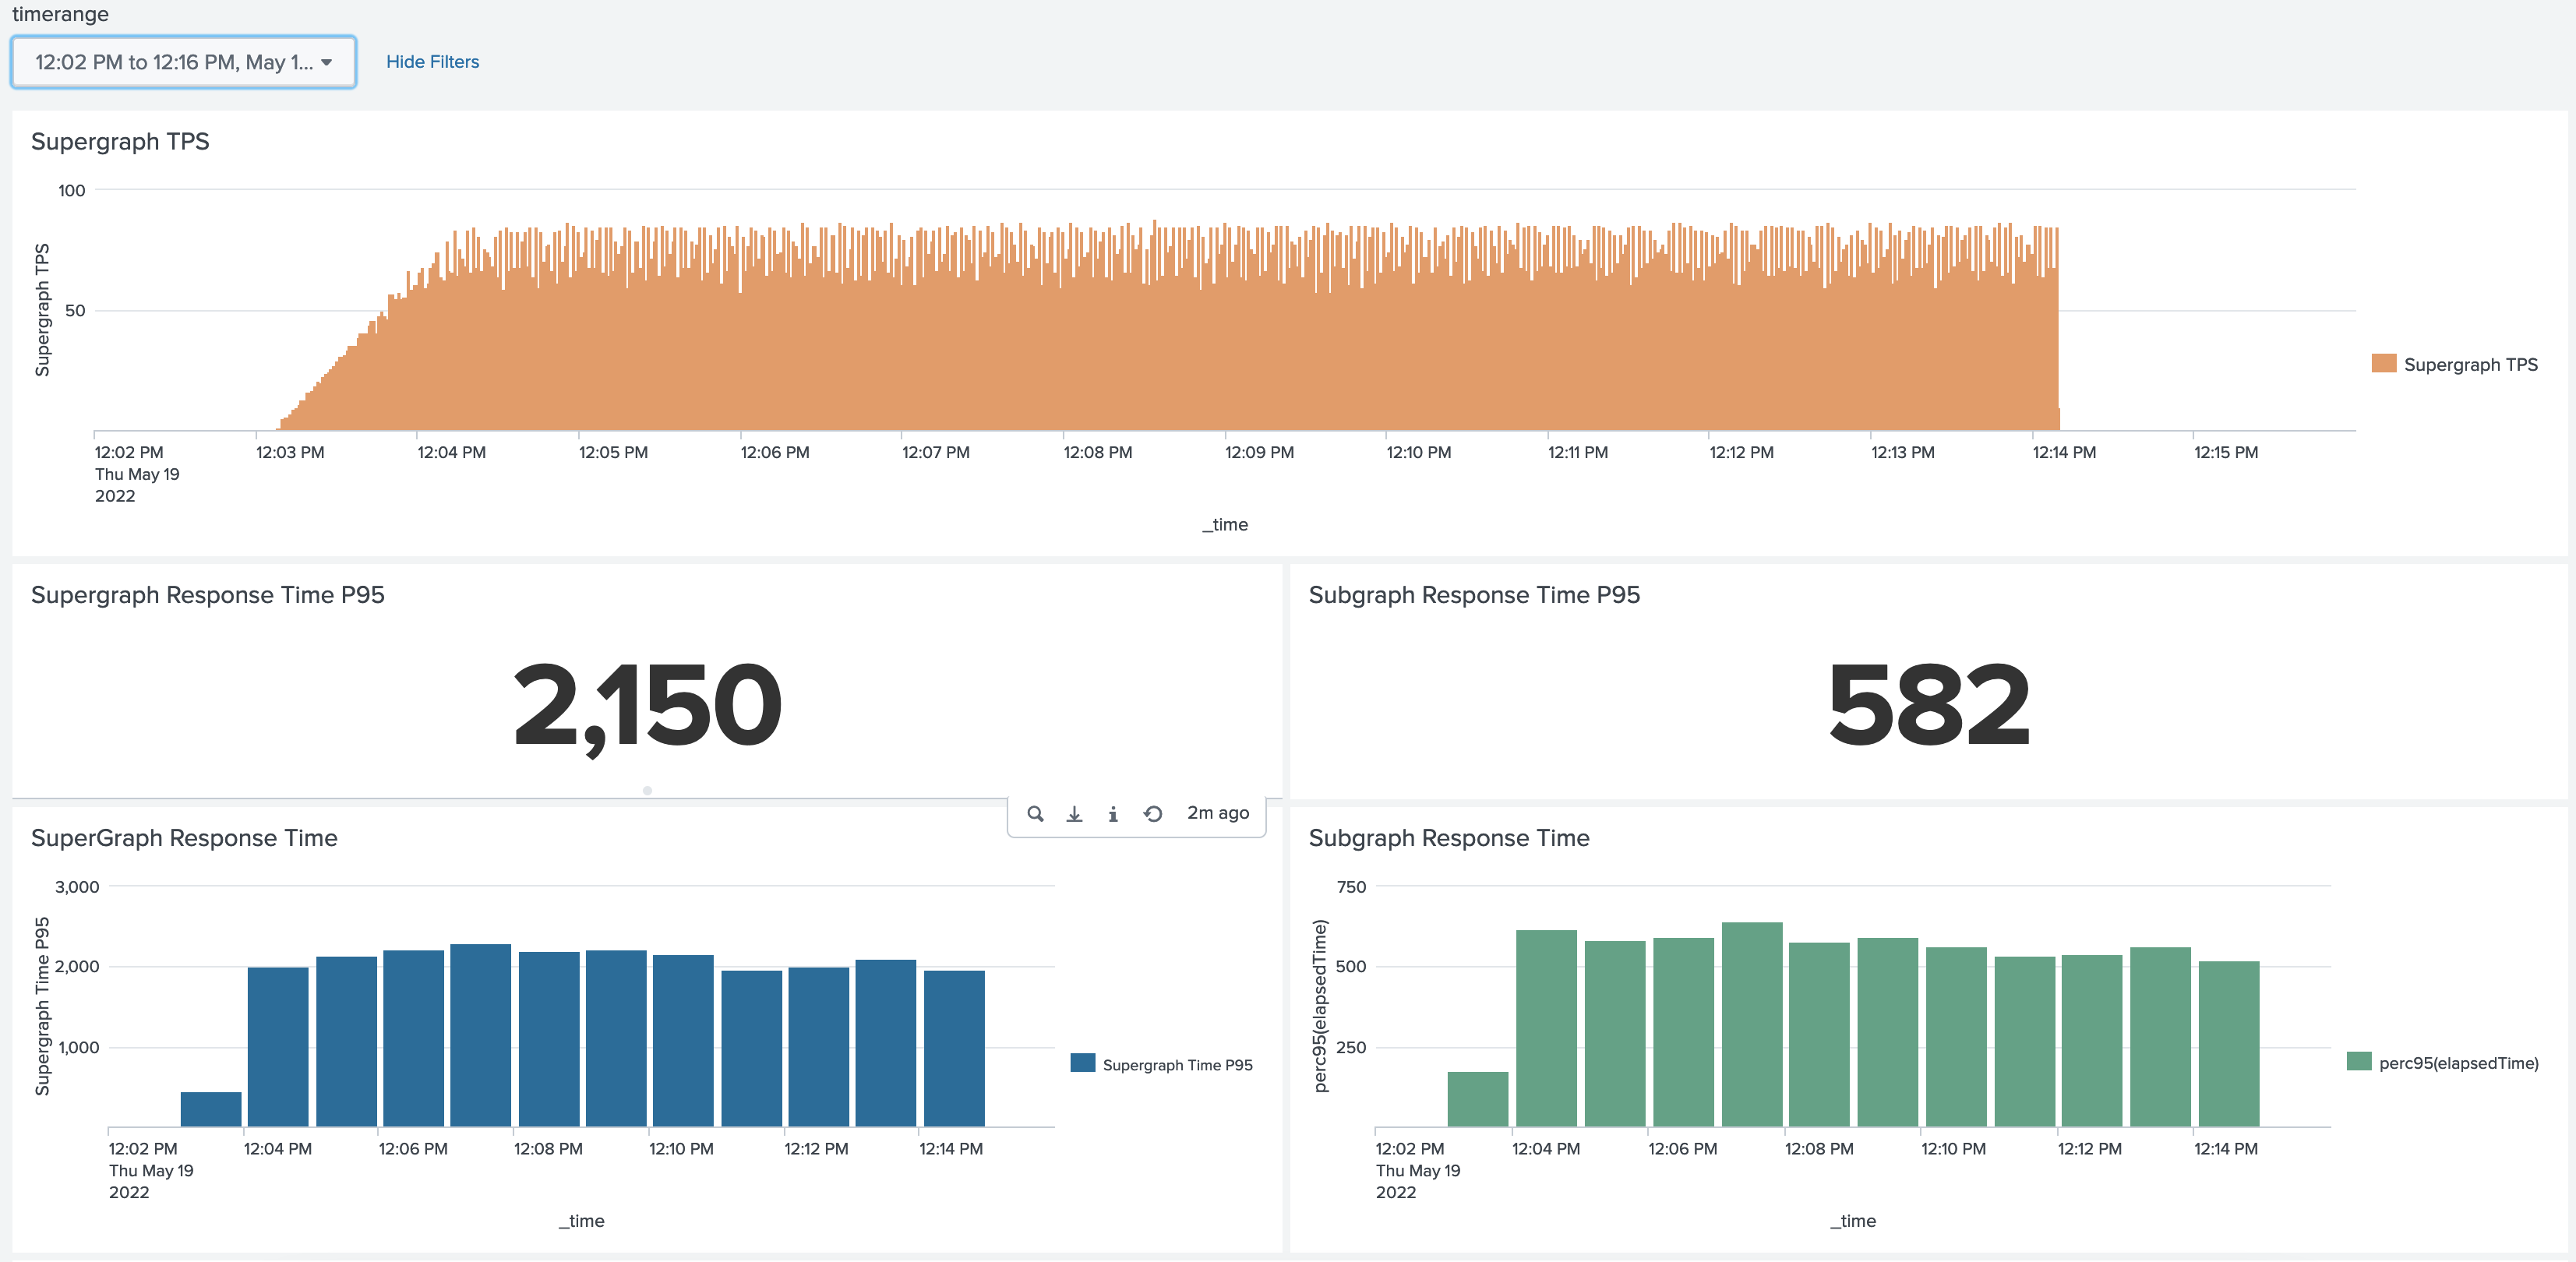 timerange
12:02 PM to 12:16 PM, May 1...
Hide Filters
Supergraph TPS
Supergraph TPS
100
50
Supergraph TPS
12:02 PM 12:03 PM 12:04 PM 12:05 PM 12:06 PM 12:07 PM 12:08 PM 12:09 PM 12:10 PM 12:11 PM 12:12 PM 12:13 PM 12:14 PM 12:15 PM
Thu May 19
2022
_time
Supergraph Response Time P95
2,150
Subgraph Response Time P95
582
2m ago
SuperGraph Response Time
Supergraph Time P95
3,000
2,000
1,000
Supergraph Time P95
12:02 PM 12:04 PM 12:06 PM 12:08 PM 12:10 PM 12:12 PM 12:14 PM
Thu May 19
2022
_time
Subgraph Response Time
perc95(elapsedTime)
750
500
250
perc95(elapsedTime)
12:02 PM 12:04 PM 12:06 PM 12:08 PM 12:10 PM 12:12 PM 12:14 PM
Thu May 19
2022
_time